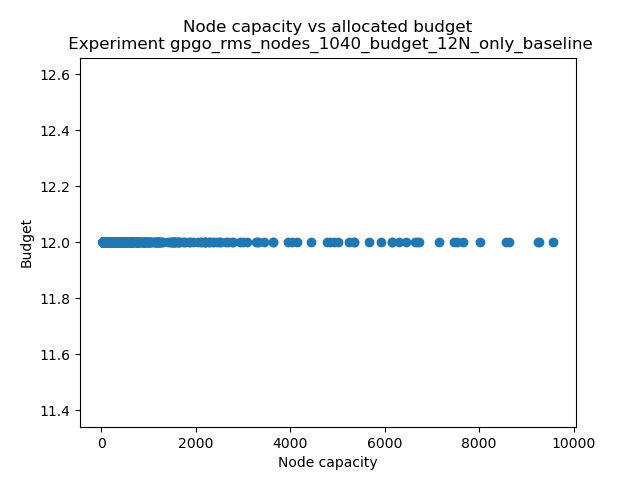 Node capacity vs allocated budget
Experiment gpgo_rms_nodes_1040_budget_12N_only_baseline
12.6
12.4
12.2
12.0
11.8
11.6
11.4
Budget
0 2000 4000 6000 8000 10000
Node capacity